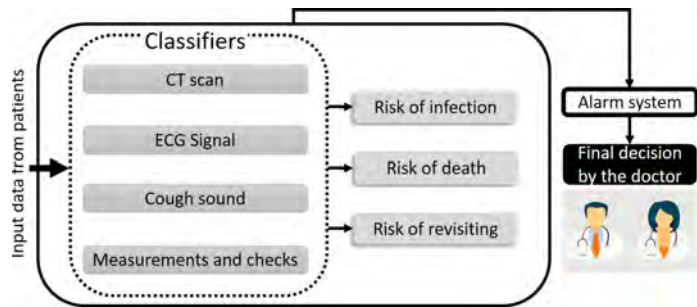 Input data from patients
Classifiers
CT scan
ECG Signal
Cough sound
Measurements and checks
Risk of infection
Risk of death
Risk of revisiting
Alarm system
Final decision
by the doctor